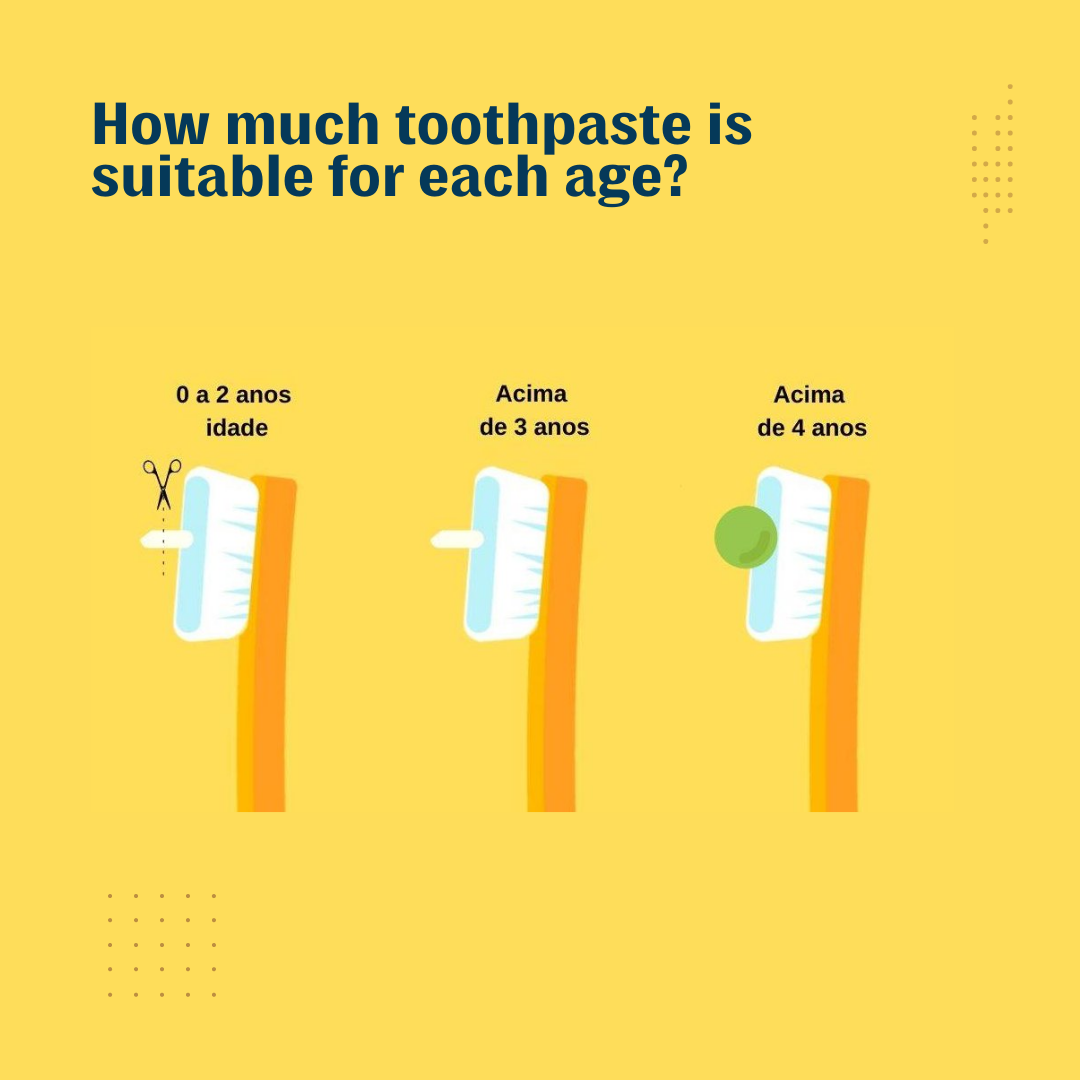 How much toothpaste is
suitable for each age?
0 a 2 anos
idade
Acima
de 3 anos
Acima
de 4 anos